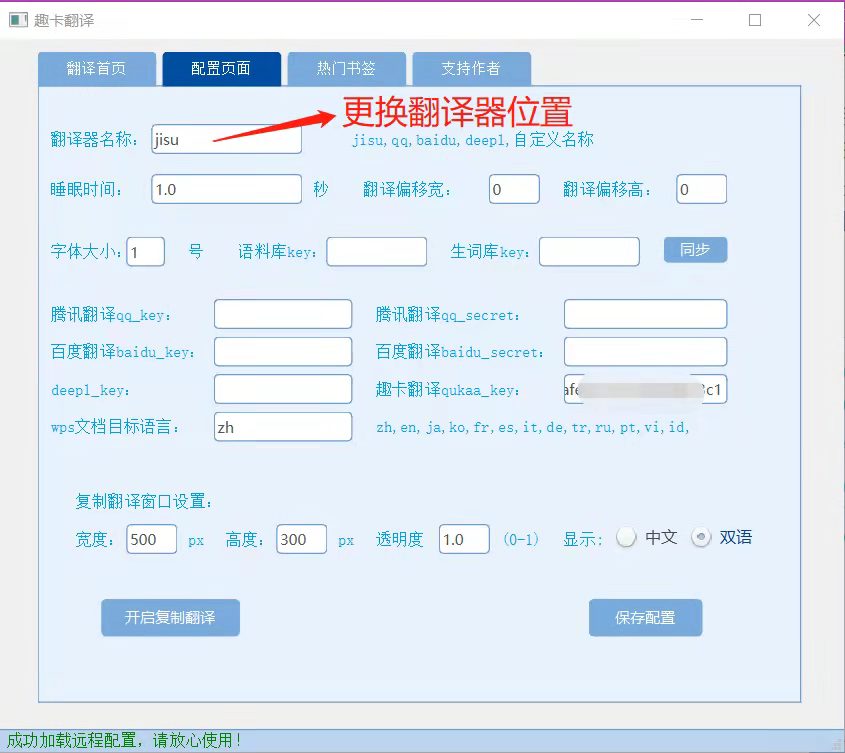 趣卡翻译
翻译首页 配置页面 热门书签 支持作者
更换翻译器位置
翻译器名称: jisu jisu,qq,baidu,deepl,自定义名称
睡眠时间: 1.0 秒 翻译偏移宽: 0 翻译偏移高: 0
字体大小: 1 号 语料库key: 生词库key: 同步
腾讯翻译qq_key: 腾讯翻译qq_secret:
百度翻译baidu_key: 百度翻译baidu_secret:
deepl_key: 趣卡翻译qukaa_key:
wps文档目标语言: zh zh,en,ja,ko,fr,es,it,de,tr,ru,pt,vi,id,
复制翻译窗口设置:
宽度: 500 px 高度: 300 px 透明度 1.0 (0-1) 显示: 中文 双语
开启复制翻译 保存配置
成功加载远程配置，请放心使用!